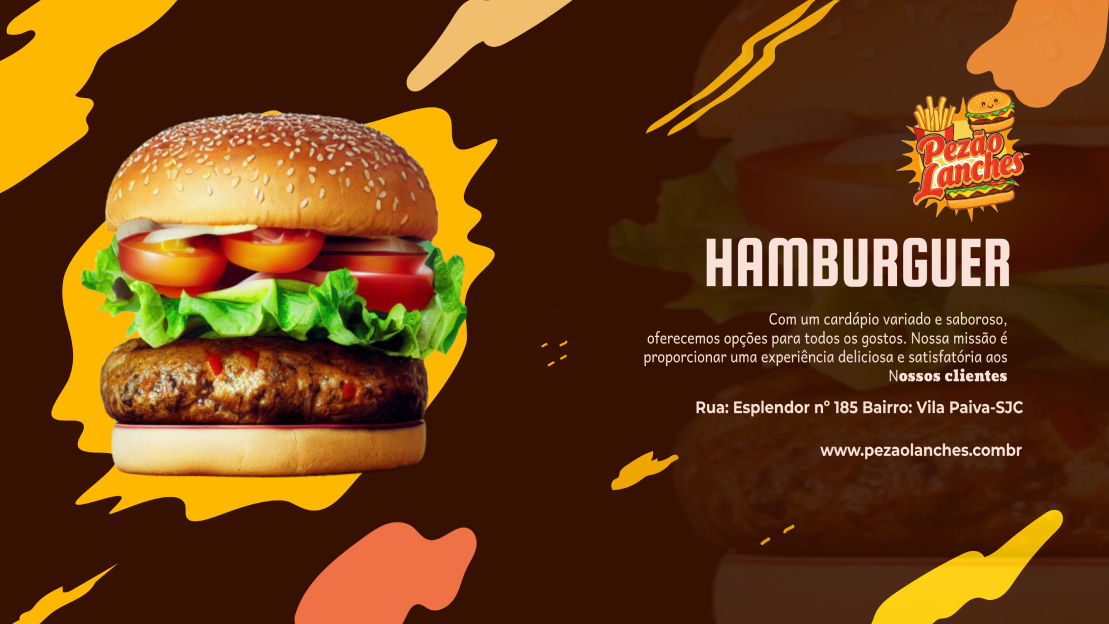 Pezão
Lanches
HAMBURGUER
Com um cardápio variado e saboroso,
oferecemos opções para todos os gostos. Nossa missão é
proporcionar uma experiência deliciosa e satisfatória aos
Nossos clientes
Rua: Esplendor nº 185 Bairro: Vila Paiva-SJC
www.pezaolanches.combr